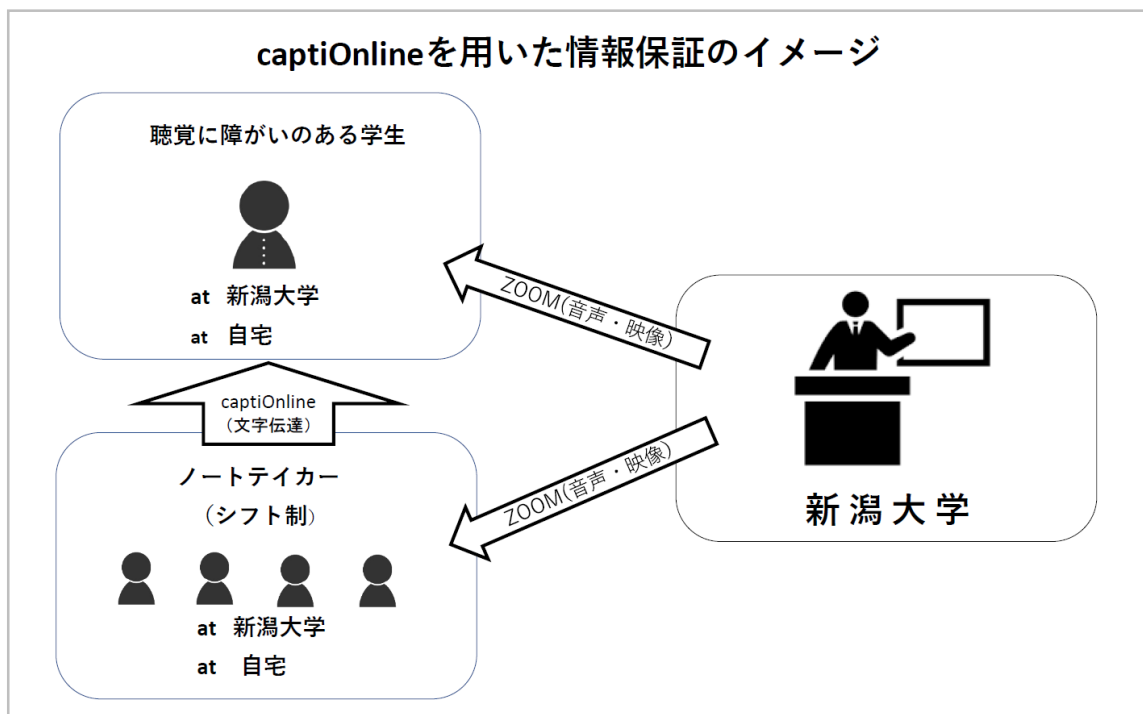 captiOnlineを用いた情報保証のイメージ
聴覚に障がいのある学生
at 新潟大学
at 自宅
ZOOM(音声・映像)
captiOnline
（文字伝達）
ノートテイカー
（シフト制）
at 新潟大学
at 自宅
ZOOM(音声・映像)
新潟大学